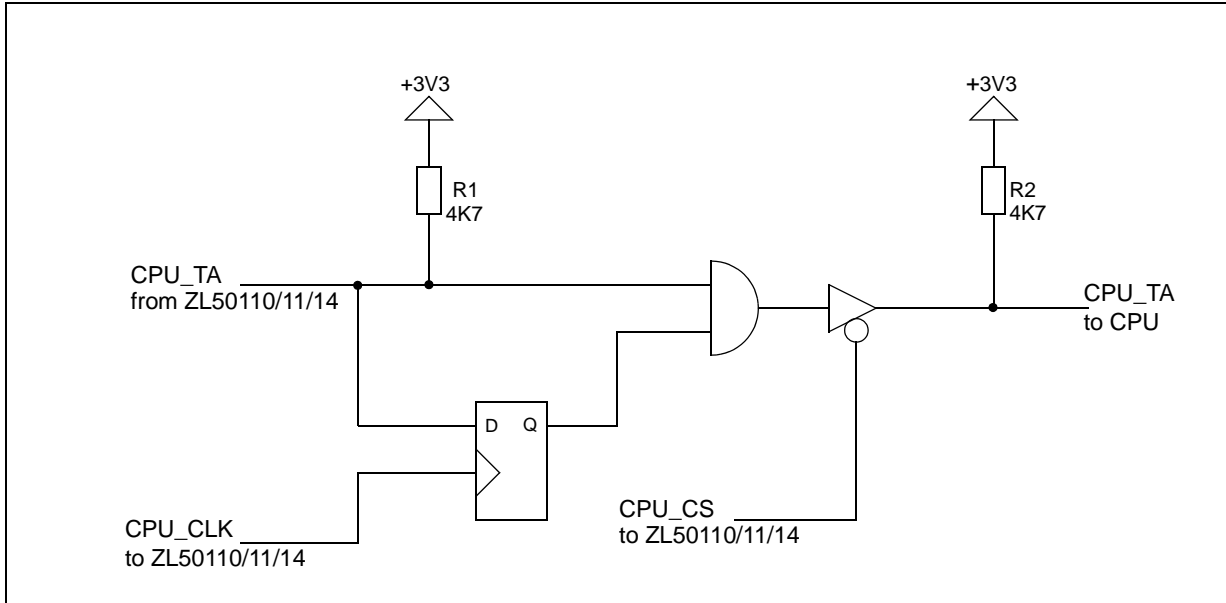 +3V3
+3V3
R1
4K7
R2
4K7
CPU_TA
from ZL50110/11/14
CPU_TA
to CPU
D Q
CPU_CLK
to ZL50110/11/14
CPU_CS
to ZL50110/11/14